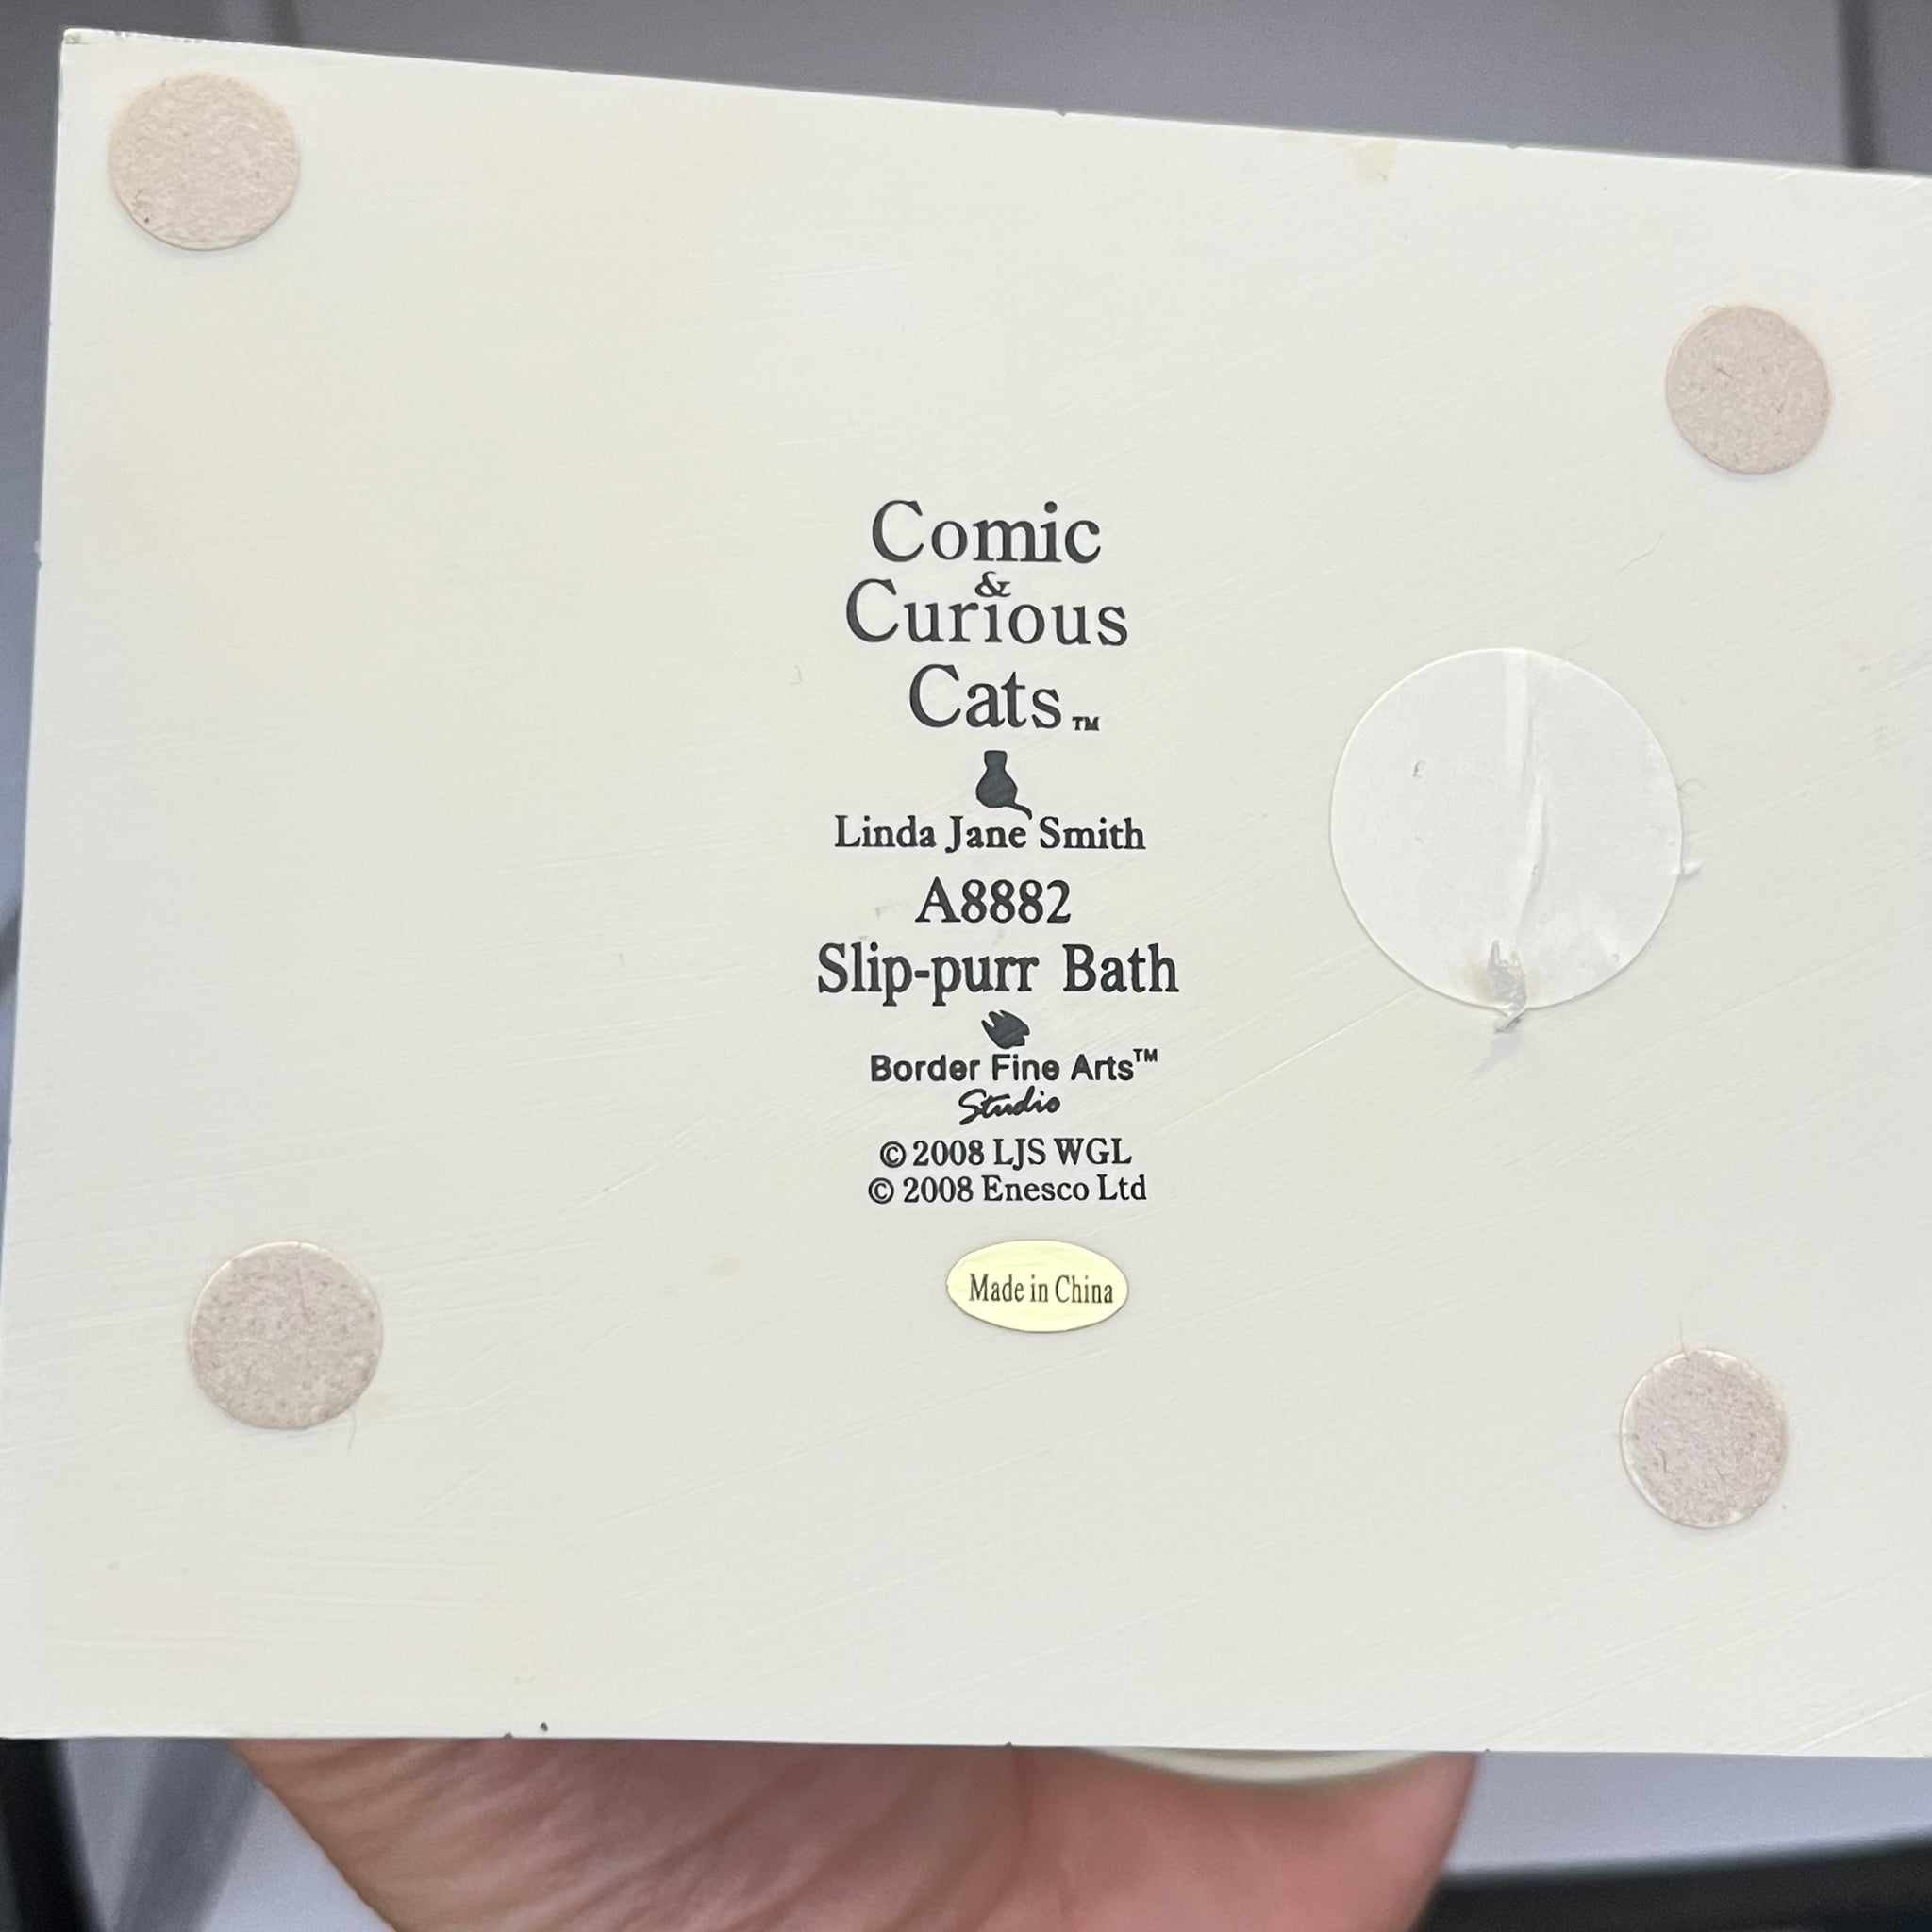 Comic
&
Curious
Cats™
Linda Jane Smith
A8882
Slip-purr Bath
Border Fine Arts™
Studio
© 2008 LJS WGL
© 2008 Enesco Ltd
Made in China